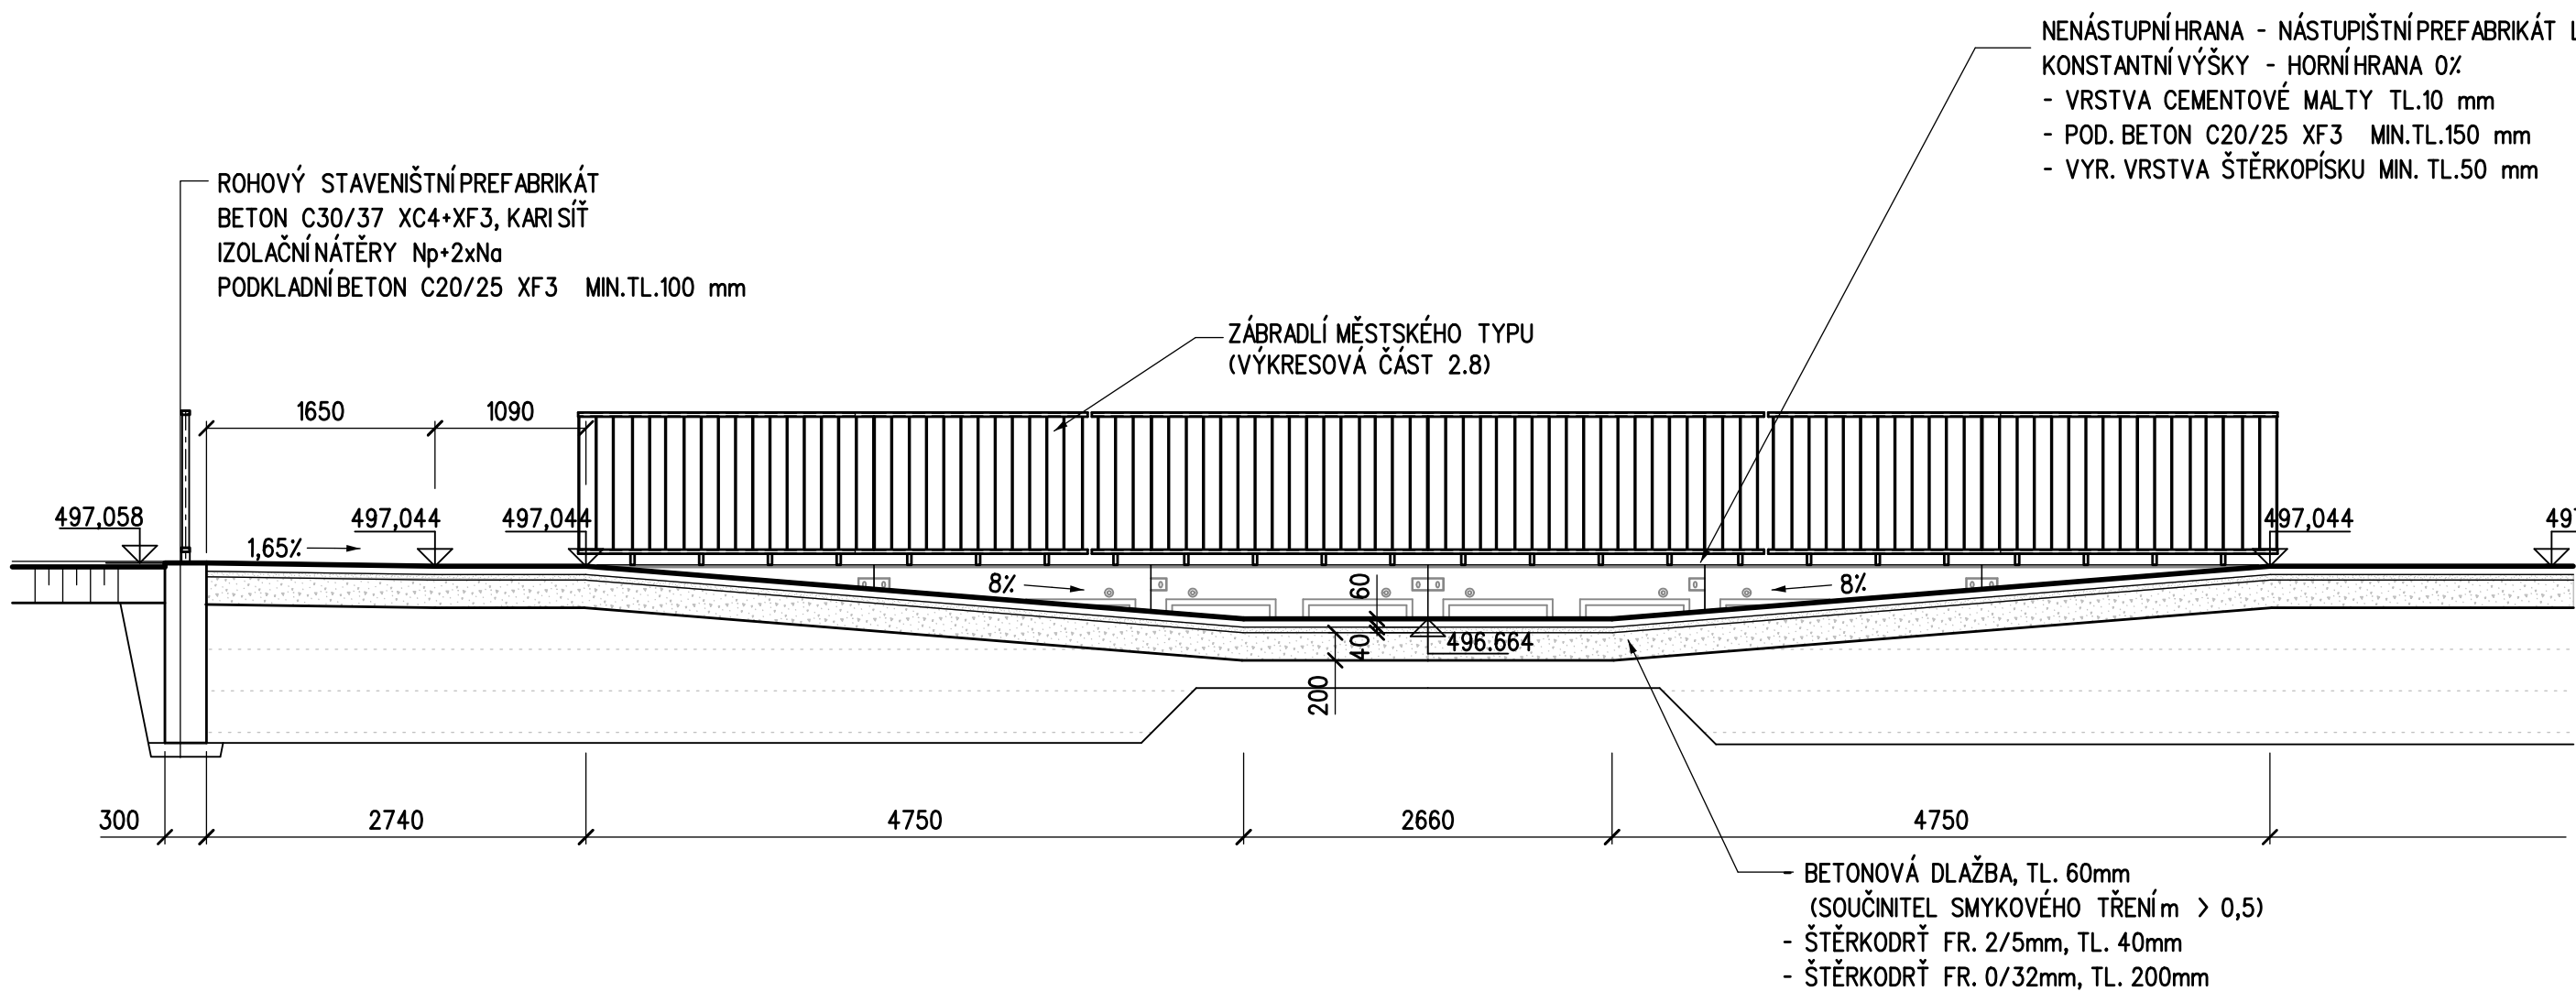 NENÁSTUPNÍ HRANA - NÁSTUPIŠTNÍ PREFABRIKÁT L
KONSTANTNÍ VÝŠKY - HORNÍ HRANA 0%
- VRSTVA CEMENTOVÉ MALTY TL.10 mm
- POD. BETON C20/25 XF3 MIN.TL.150 mm
- VYR. VRSTVA ŠTĚRKOPÍSKU MIN. TL.50 mm
ROHOVÝ STAVENIŠTNÍ PREFABRIKÁT
BETON C30/37 XC4+XF3, KARI SÍŤ
IZOLAČNÍ NÁTĚRY Np+2xNa
PODKLADNÍ BETON C20/25 XF3 MIN.TL.100 mm
ZÁBRADLÍ MĚSTSKÉHO TYPU
(VÝKRESOVÁ ČÁST 2.8)
1650 1090
497,058 497,044 497,044 497,044 497
1,65%
8% 60 8%
40 496.664
200
300 2740 4750 2660 4750
- BETONOVÁ DLAŽBA, TL. 60mm
(SOUČINITEL SMYKOVÉHO TŘENÍ m > 0,5)
- ŠTĚRKODRŤ FR. 2/5mm, TL. 40mm
- ŠTĚRKODRŤ FR. 0/32mm, TL. 200mm